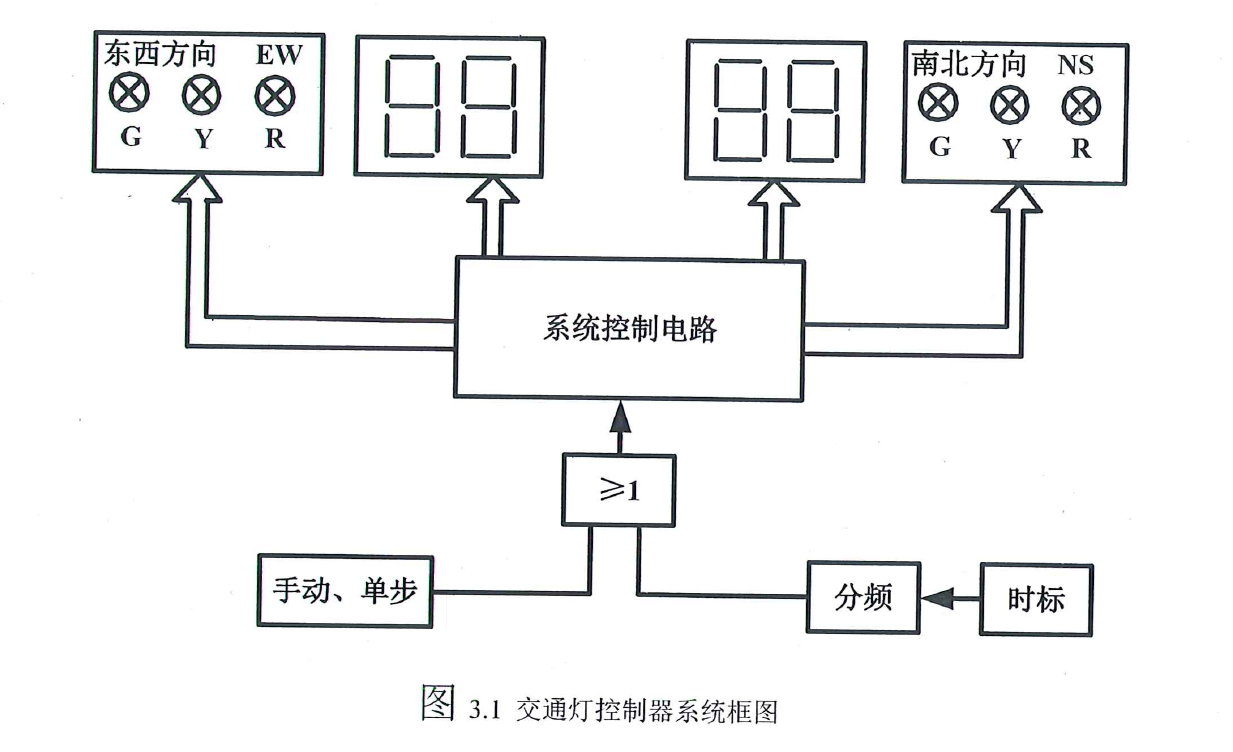 东西方向 EW
G Y R
南北方向 NS
G Y R
系统控制电路
≥1
手动、单步
分频
时标
图 3.1 交通灯控制器系统框图